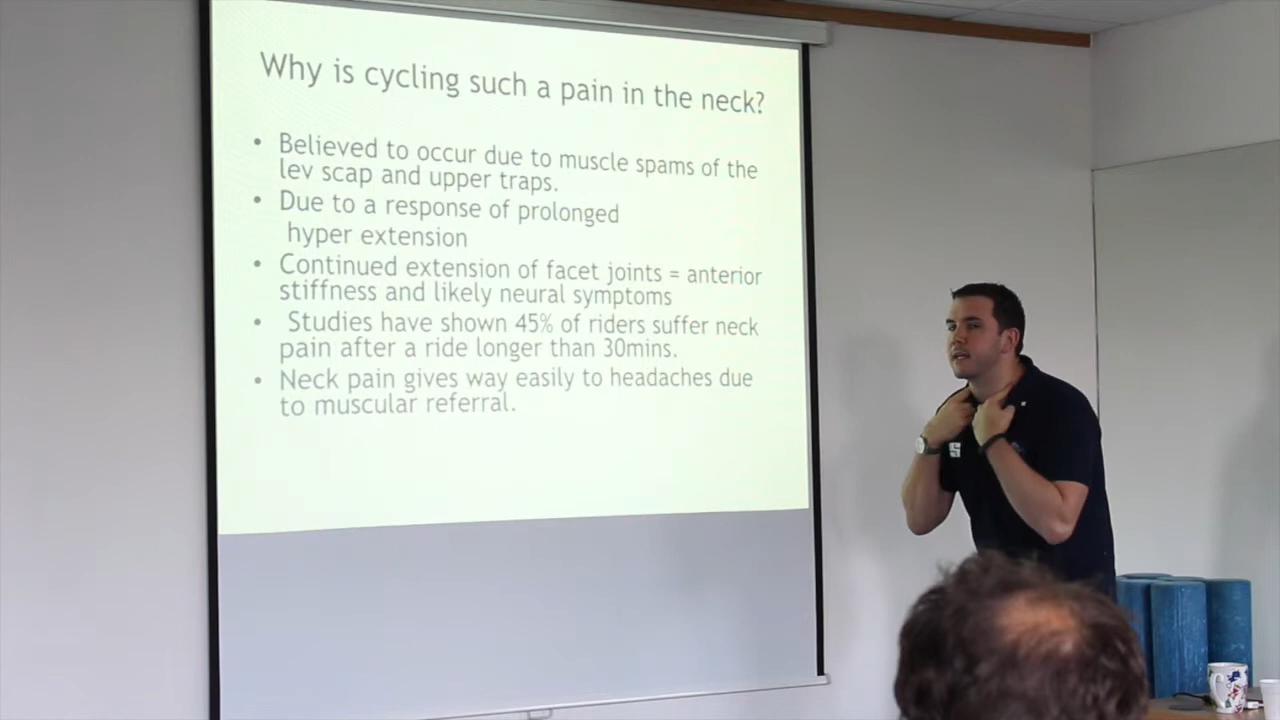 Why is cycling such a pain in the neck?
• Believed to occur due to muscle spams of the
lev scap and upper traps.
• Due to a response of prolonged
hyper extension
• Continued extension of facet joints = anterior
stiffness and likely neural symptoms
• Studies have shown 45% of riders suffer neck
pain after a ride longer than 30mins.
• Neck pain gives way easily to headaches due
to muscular referral.